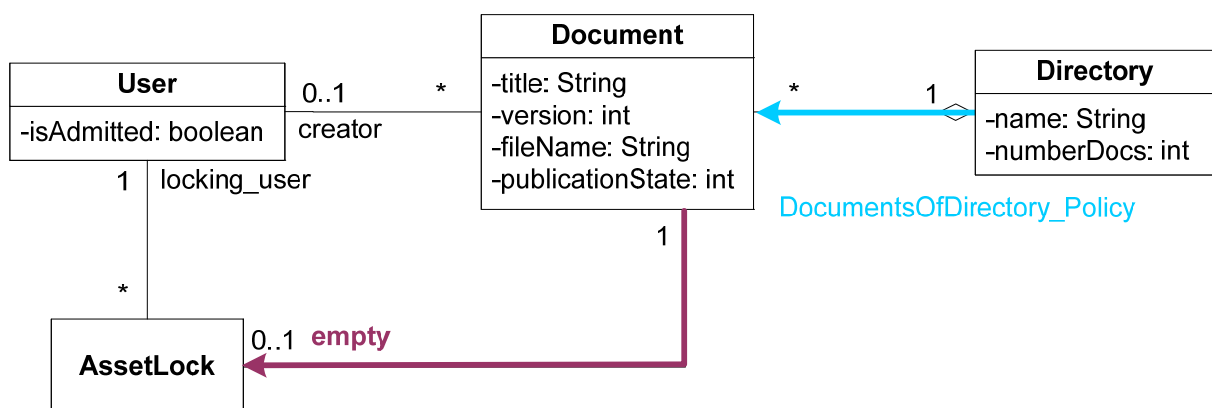 User
-isAdmitted: boolean
0..1
creator
*
Document
-title: String
-version: int
-fileName: String
-publicationState: int
*
1
Directory
-name: String
-numberDocs: int
DocumentsOfDirectory_Policy
1
locking_user
1
*
AssetLock
0..1
empty